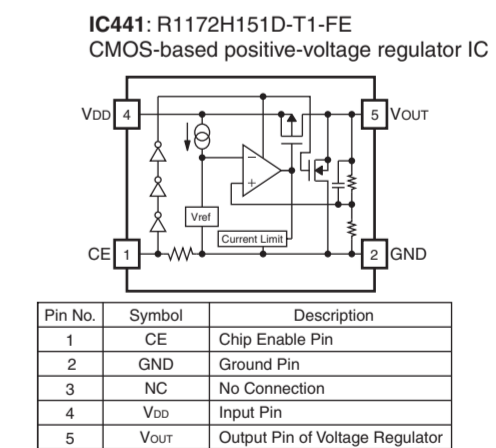 IC441: R1172H151D-T1-FE
CMOS-based positive-voltage regulator IC
VDD 4 5 VOUT
− +
Vref
Current Limit
CE 1 2 GND
Pin No. Symbol Description
1 CE Chip Enable Pin
2 GND Ground Pin
3 NC No Connection
4 VDD Input Pin
5 VOUT Output Pin of Voltage Regulator